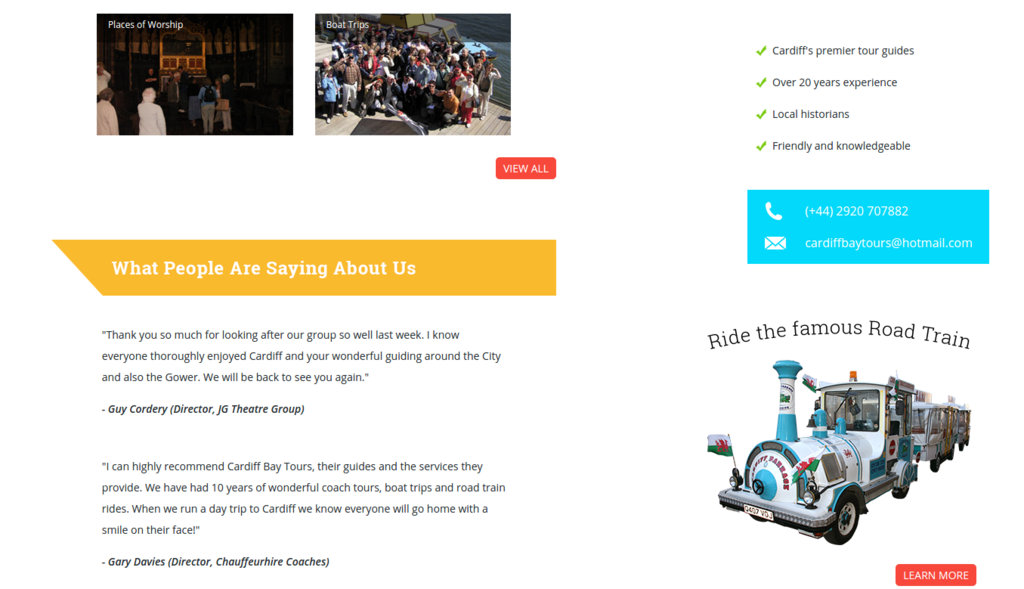 Places of Worship
Boat Trips
VIEW ALL
What People Are Saying About Us
"Thank you so much for looking after our group so well last week. I know
everyone thoroughly enjoyed Cardiff and your wonderful guiding around the City
and also the Gower. We will be back to see you again."
- Guy Cordery (Director, JG Theatre Group)
"I can highly recommend Cardiff Bay Tours, their guides and the services they
provide. We have had 10 years of wonderful coach tours, boat trips and road train
rides. When we run a day trip to Cardiff we know everyone will go home with a
smile on their face!"
- Gary Davies (Director, Chauffeurhire Coaches)
Cardiff's premier tour guides
Over 20 years experience
Local historians
Friendly and knowledgeable
(+44) 2920 707882
cardiffbaytours@hotmail.com
Ride the famous Road Train
LEARN MORE